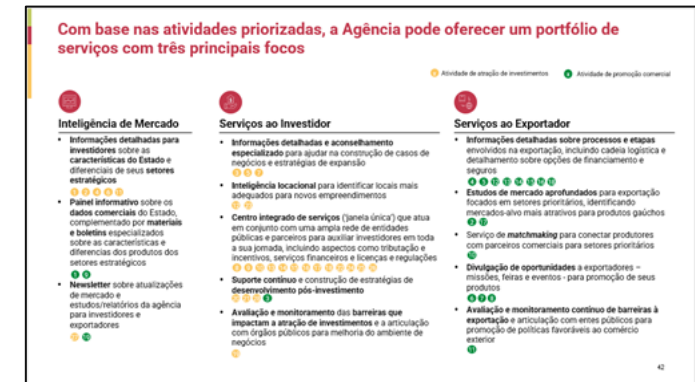 Com base nas atividades priorizadas, a Agência pode oferecer um portfólio de
serviços com três principais focos
Atividade de atração de investimentos
Atividade de promoção comercial
Inteligência de Mercado
• Informações detalhadas para
investidores sobre as
características do Estado e
diferenciais de seus setores
estratégicos
• Painel informativo sobre os
dados comerciais do Estado,
complementado por materiais
e boletins especializados
sobre as características e
diferencias dos produtos dos
setores estratégicos
• Newsletter sobre atualizações
de mercado e
estudos/relatórios da agência
para investidores e
exportadores
Serviços ao Investidor
• Informações detalhadas e aconselhamento
especializado para ajudar na construção de casos de
negócios e estratégias de expansão
• Inteligência locacional para identificar locais mais
adequados para novos empreendimentos
• Centro integrado de serviços ('janela única') que atua
em conjunto com uma ampla rede de entidades
públicas e parceiros para auxiliar investidores em toda
a sua jornada, incluindo aspectos como tributação e
incentivos, serviços financeiros e licenças e regulações
• Suporte contínuo e construção de estratégias de
desenvolvimento pós-investimento
• Avaliação e monitoramento das barreiras que
impactam a atração de investimentos e a articulação
com órgãos públicos para melhoria do ambiente de
negócios
Serviços ao Exportador
• Informações detalhadas sobre processos e etapas
envolvidos na exportação, incluindo cadeia logística e
detalhamento sobre opções de financiamento e
seguros
• Estudos de mercado aprofundados para exportação
focados em setores prioritários, identificando
mercados-alvo mais atrativos para produtos gaúchos
• Serviço de matchmaking para conectar produtores
com parceiros comerciais para setores prioritários
• Divulgação de oportunidades a exportadores –
missões, feiras e eventos - para promoção de seus
produtos
• Avaliação e monitoramento contínuo de barreiras à
exportação e articulação com entes públicos para
promoção de políticas favoráveis ao comércio
exterior
42